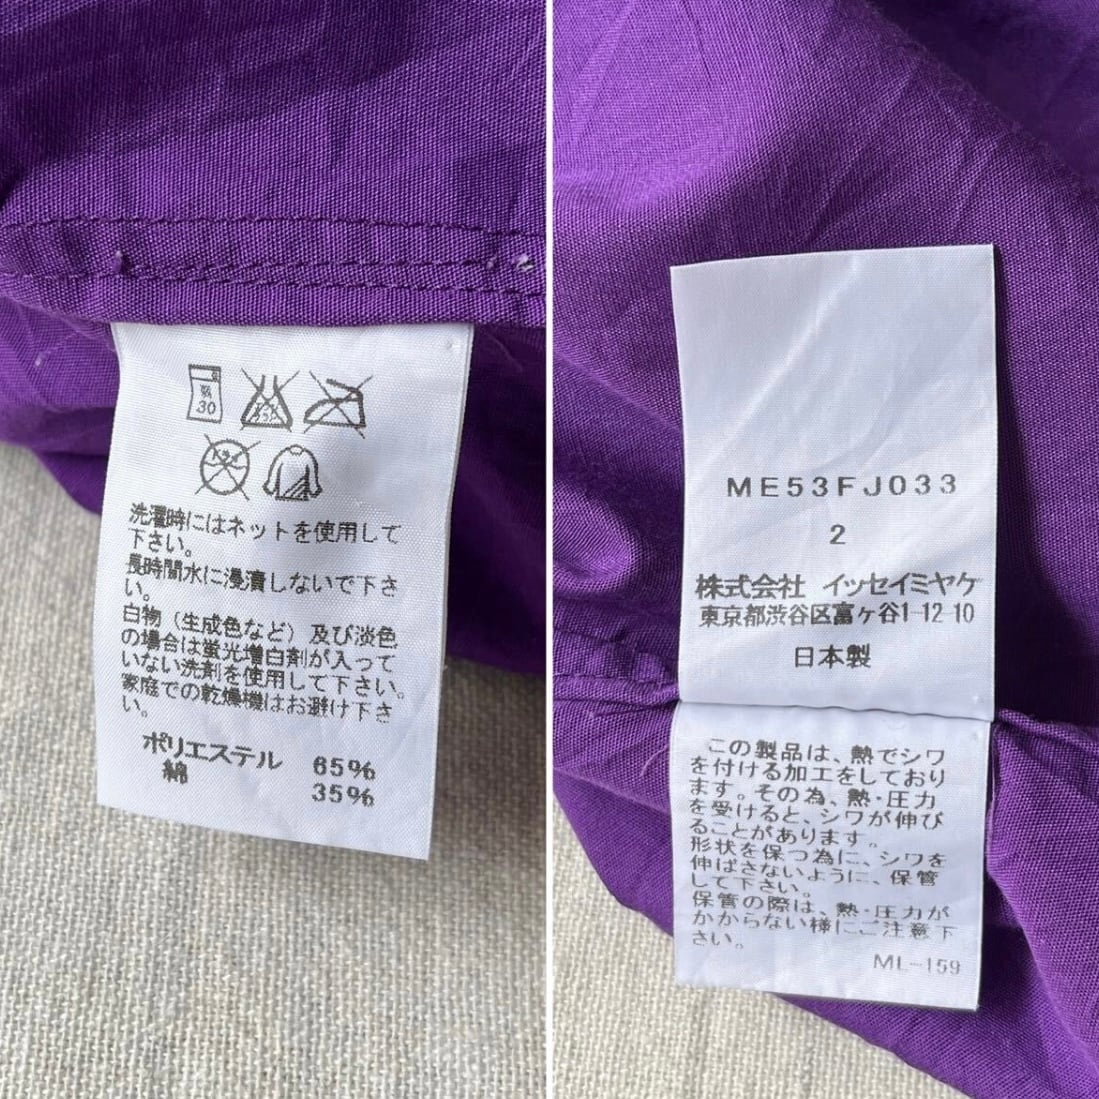 弱
30
洗濯時にはネットを使用して
下さい。
長時間水に浸漬しないで下さ
い。
白物(生成色など)及び淡色
の場合は蛍光増白剤が入って
いない洗剤を使用して下さい。
家庭での乾燥機はお避け下さ
い。
ポリエステル 65%
綿 35%
ME53FJ033
2
株式会社 イッセイミヤケ
東京都渋谷区富ヶ谷1-12 10
日本製
この製品は、熱でシワ
を付ける加工をしており
ます。その為、熱・圧力
を受けると、シワが伸び
ることがあります。
形状を保つ為に、シワを
伸ばさないように、保管
して下さい。
保管の際は、熱・圧力が
かからない様にご注意下
さい。
ML-159